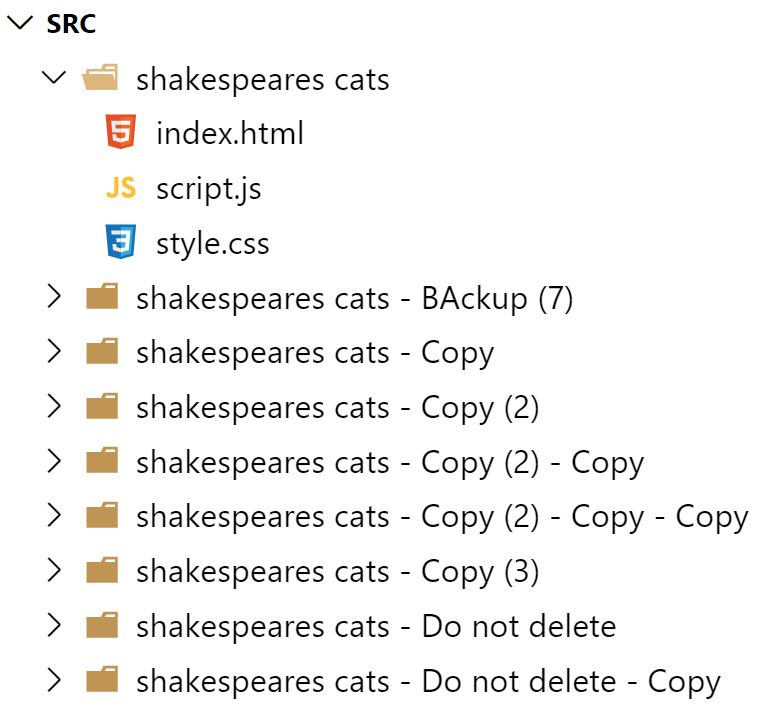 SRC
shakespeares cats
index.html
JS script.js
style.css
shakespeares cats - BAckup (7)
shakespeares cats - Copy
shakespeares cats - Copy (2)
shakespeares cats - Copy (2) - Copy
shakespeares cats - Copy (2) - Copy - Copy
shakespeares cats - Copy (3)
shakespeares cats - Do not delete
shakespeares cats - Do not delete - Copy